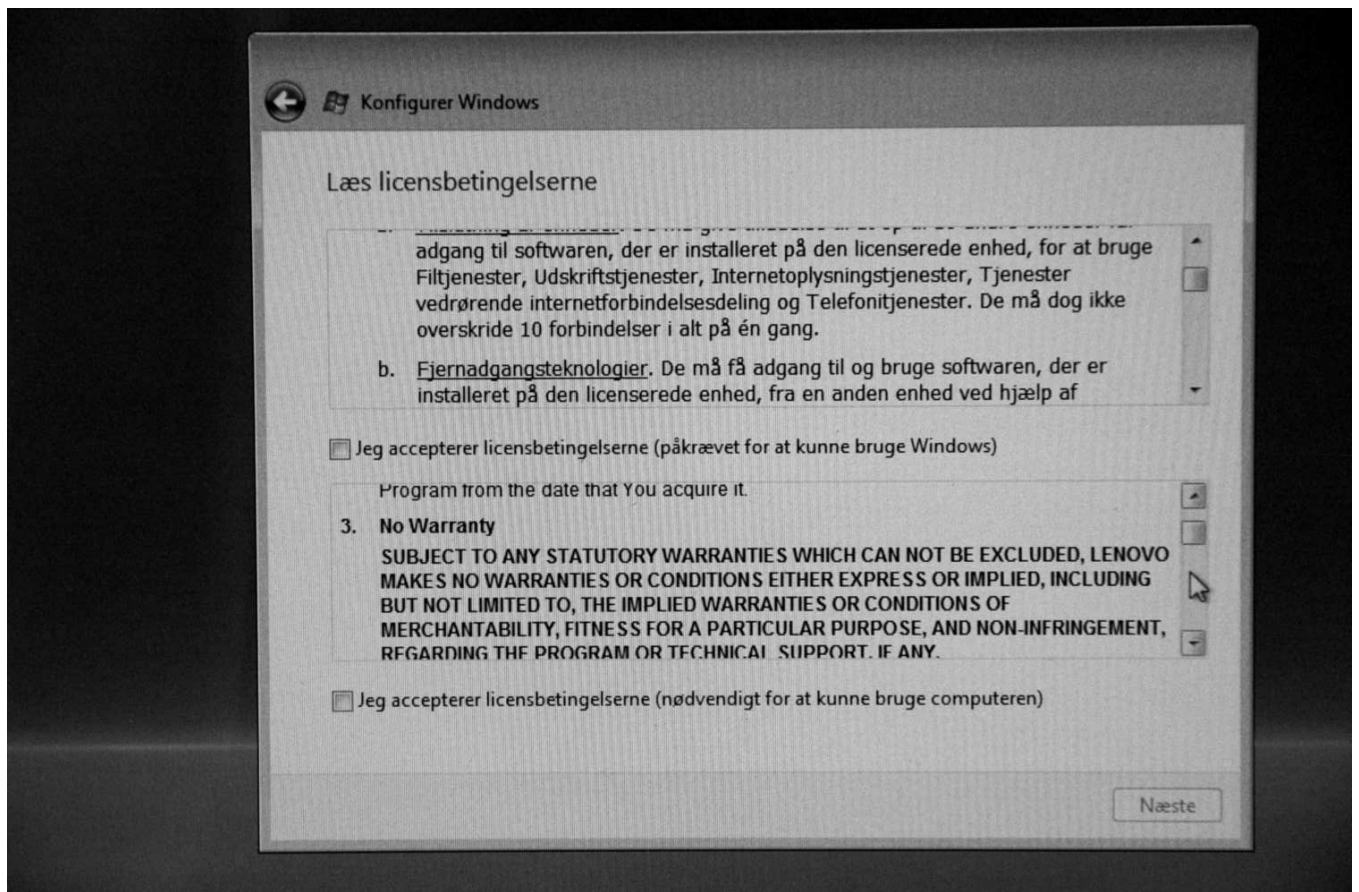 Konfigurer Windows
Læs licensbetingelserne
adgang til softwaren, der er installeret på den licenserede enhed, for at bruge
Filtjenester, Udskriftstjenester, Internetoplysningstjenester, Tjenester
vedrørende internetforbindelsesdeling og Telefonitjenester. De må dog ikke
overskride 10 forbindelser i alt på én gang.
b. Fjernadgangsteknologier. De må få adgang til og bruge softwaren, der er
installeret på den licenserede enhed, fra en anden enhed ved hjælp af
Jeg accepterer licensbetingelserne (påkrævet for at kunne bruge Windows)
Program from the date that You acquire it.
3. No Warranty
SUBJECT TO ANY STATUTORY WARRANTIES WHICH CAN NOT BE EXCLUDED, LENOVO
MAKES NO WARRANTIES OR CONDITIONS EITHER EXPRESS OR IMPLIED, INCLUDING
BUT NOT LIMITED TO, THE IMPLIED WARRANTIES OR CONDITIONS OF
MERCHANTABILITY, FITNESS FOR A PARTICULAR PURPOSE, AND NON-INFRINGEMENT,
REGARDING THE PROGRAM OR TECHNICAL SUPPORT, IF ANY.
Jeg accepterer licensbetingelserne (nødvendigt for at kunne bruge computeren)
Næste